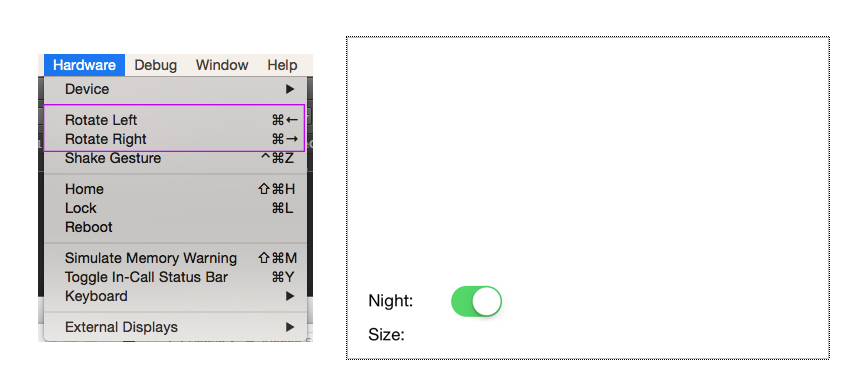 Hardware Debug Window Help
Device ▶
Rotate Left ⌘←
Rotate Right ⌘→
Shake Gesture ^⌘Z
Home ⇧⌘H
Lock ⌘L
Reboot
Simulate Memory Warning ⇧⌘M
Toggle In-Call Status Bar ⌘Y
Keyboard ▶
External Displays ▶
Night:
Size: